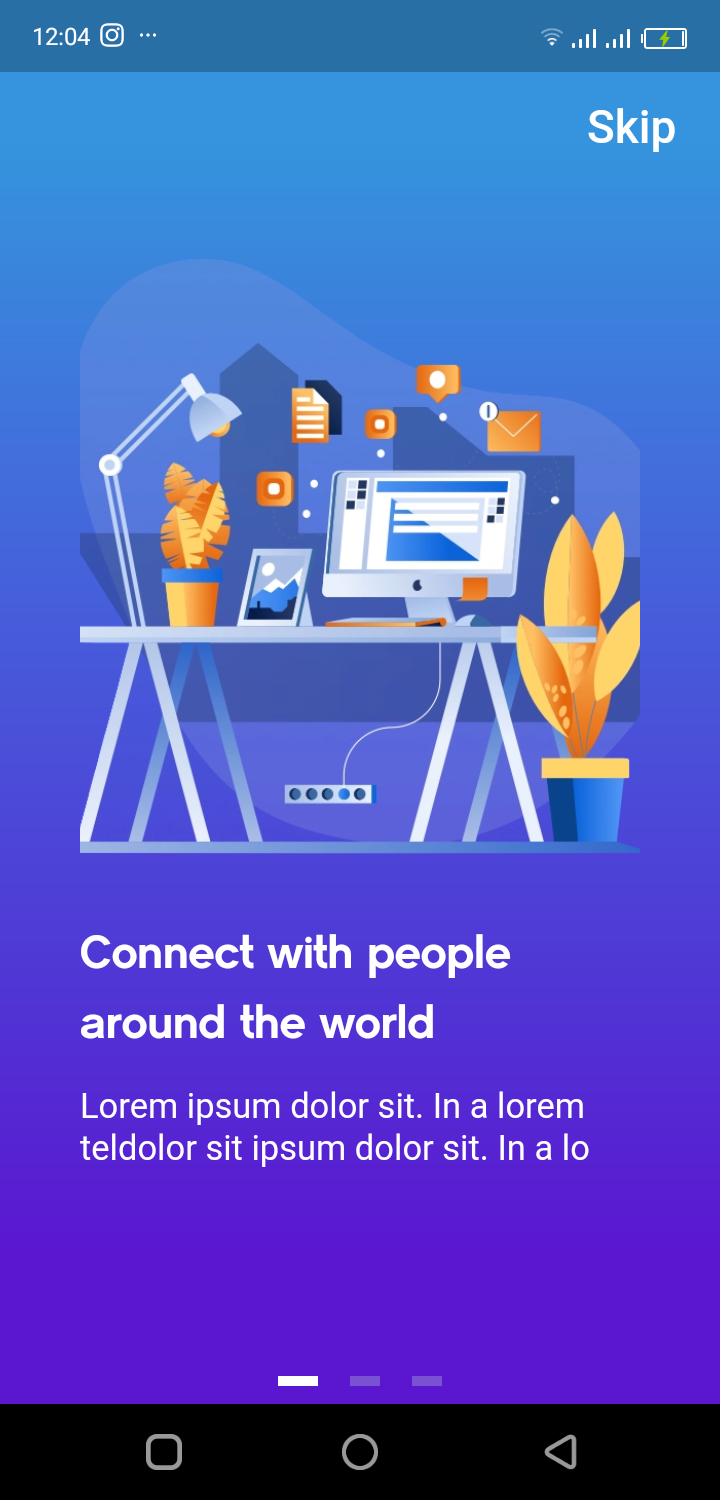 12:04
Skip
Connect with people
around the world
Lorem ipsum dolor sit. In a lorem
teldolor sit ipsum dolor sit. In a lo